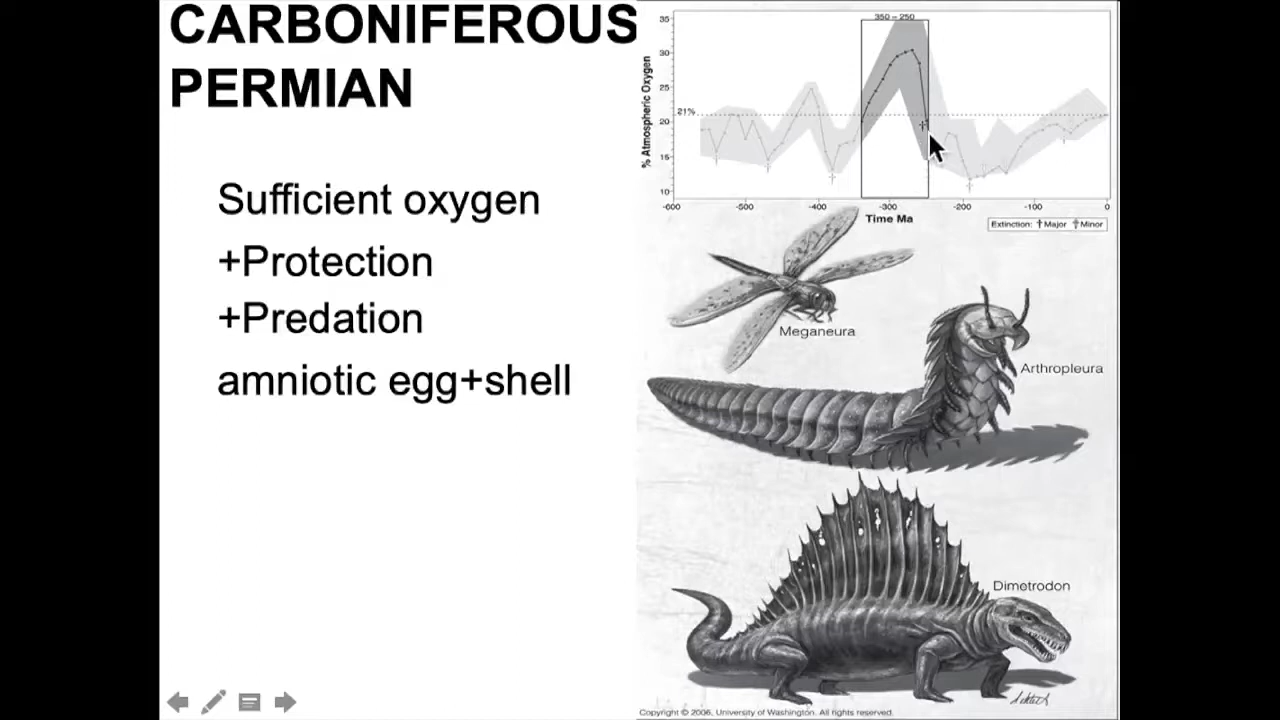 CARBONIFEROUS
PERMIAN
Sufficient oxygen
+Protection
+Predation
amniotic egg+shell
350 – 250
% Atmospheric Oxygen
35
30
25
21%
20
15
10
-600 -500 -400 -300 -200 -100 0
Time Ma
Extinction: † Major † Minor
Meganeura
Arthropleura
Dimetrodon
Copyright © 2006, University of Washington. All rights reserved.